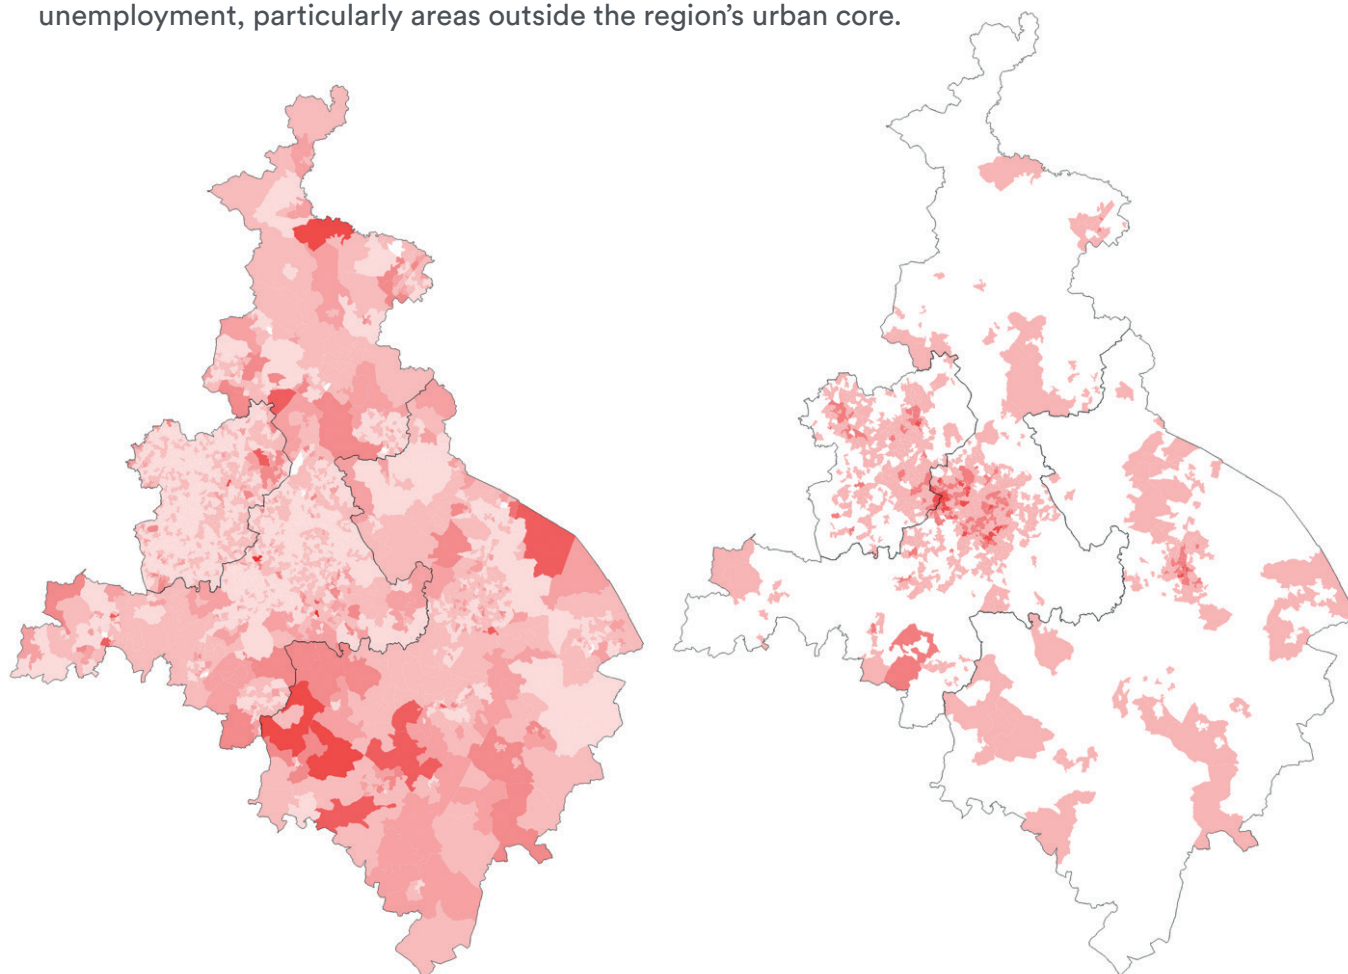 unemployment, particularly areas outside the region’s urban core.